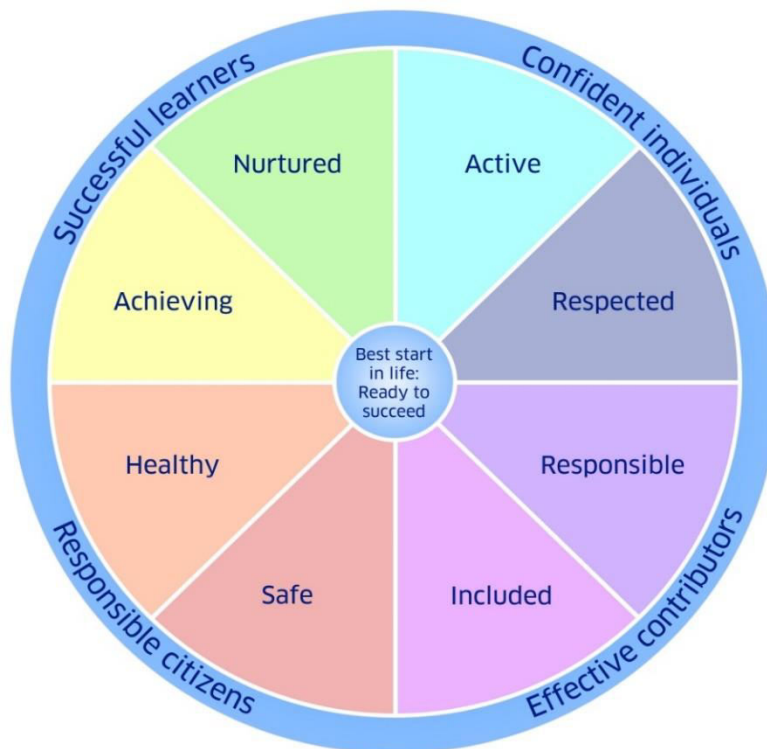 Successful learners
Confident individuals
Nurtured
Active
Achieving
Respected
Best start
in life:
Ready to
succeed
Healthy
Responsible
Safe
Included
Responsible citizens
Effective contributors